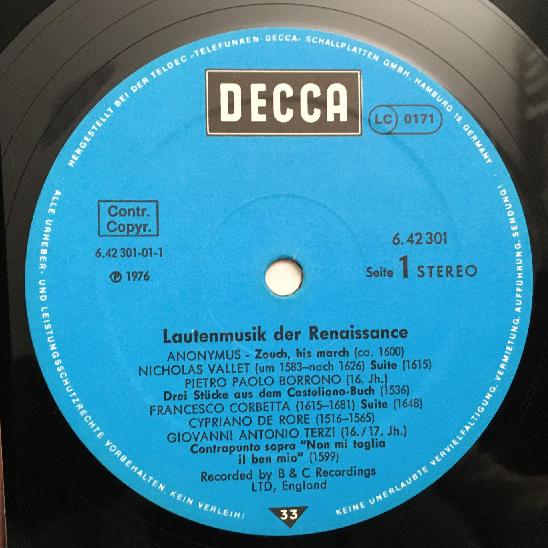 HERGESTELLT BEI DER TELDEC »TELEFUNKEN-DECCA« SCHALLPLATTEN GMBH, HAMBURG 19, GERMANY
DECCA
LC 0171
Contr.
Copyr.
6.42 301-01-1
℗ 1976
6.42 301
Seite 1 STEREO
Lautenmusik der Renaissance
ANONYMUS - Zouch, his march (ca. 1600)
NICHOLAS VALLET (um 1583-nach 1626) Suite (1615)
PIETRO PAOLO BORRONO (16. Jh.)
Drei Stücke aus dem Casteliono-Buch (1536)
FRANCESCO CORBETTA (1615-1681) Suite (1648)
CYPRIANO DE RORE (1516-1565)
GIOVANNI ANTONIO TERZI (16./17. Jh.)
Contrapunto sopra "Non mi toglia
il ben mio" (1599)
Recorded by B & C Recordings
LTD, England
33
ALLE URHEBER- UND LEISTUNGSSCHUTZRECHTE VORBEHALTEN. KEIN VERLEIH!
KEINE UNERLAUBTE VERVIELFÄLTIGUNG, VERMIETUNG, AUFFÜHRUNG, SENDUNG!